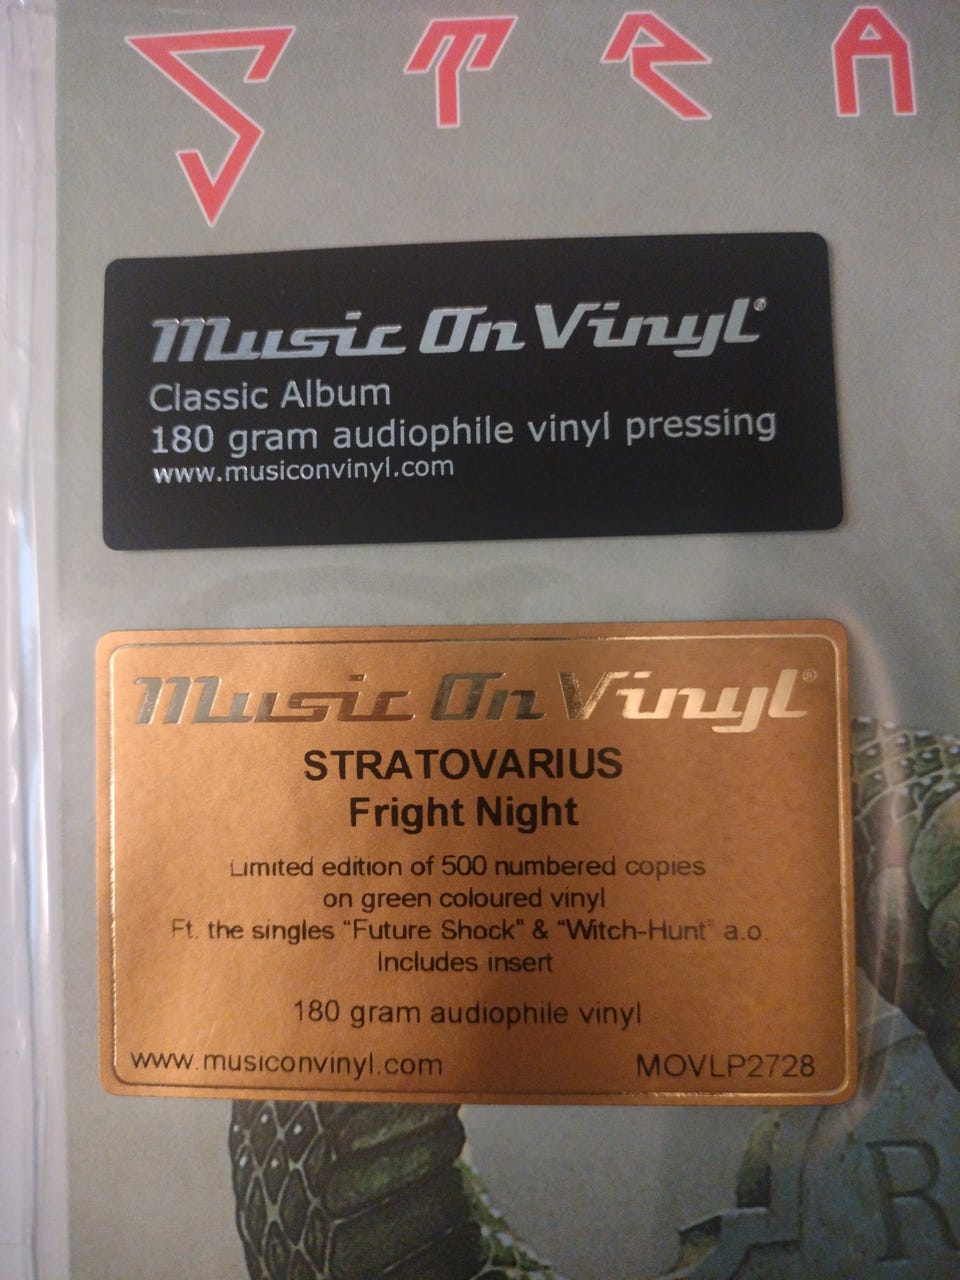 STRA
Music On Vinyl®
Classic Album
180 gram audiophile vinyl pressing
www.musiconvinyl.com
Music On Vinyl®
STRATOVARIUS
Fright Night
Limited edition of 500 numbered copies
on green coloured vinyl
Ft. the singles “Future Shock” & “Witch-Hunt” a.o.
Includes insert
180 gram audiophile vinyl
www.musiconvinyl.com MOVLP2728
R